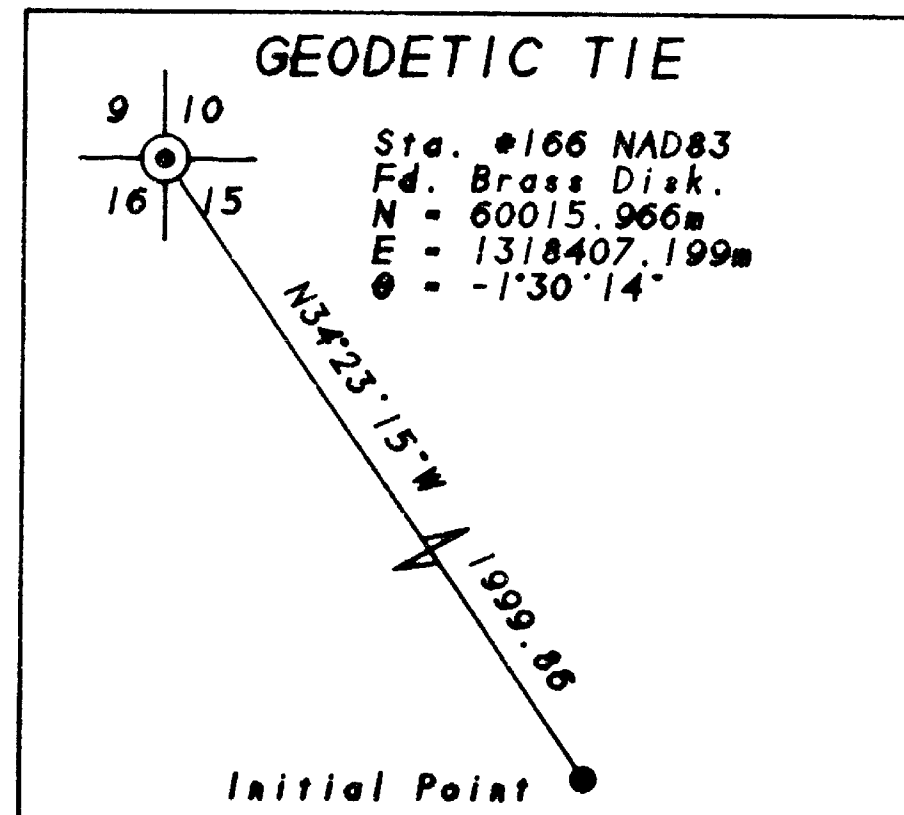 GEODETIC TIE
9 10
16 15
Sta. #166 NAD83
Fd. Brass Disk.
N = 60015.966m
E = 1318407.199m
θ = -1°30'14"
N34°23'15"W
1999.86
Initial Point